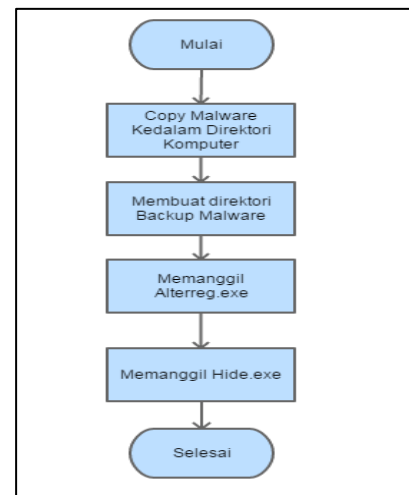 Mulai
Copy Malware
Kedalam Direktori
Komputer
Membuat direktori
Backup Malware
Memanggil
Alterreg.exe
Memanggil Hide.exe
Selesai